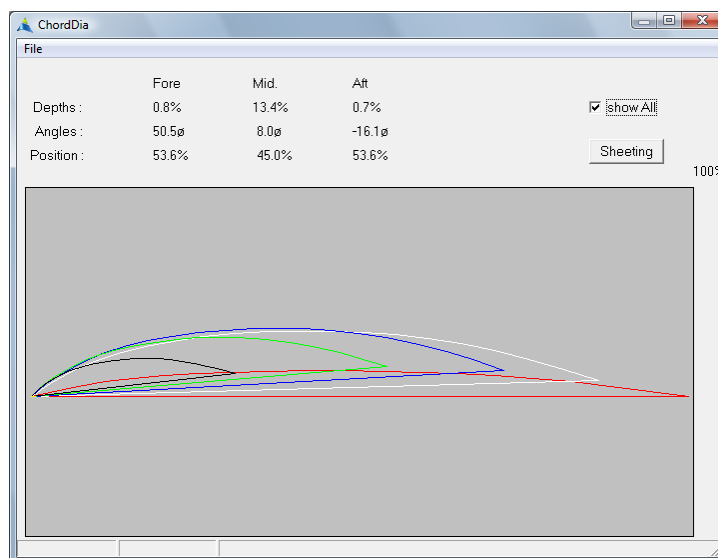 ChordDia
File
Fore Mid. Aft
Depths : 0.8% 13.4% 0.7%
Angles : 50.5ø 8.0ø -16.1ø
Position : 53.6% 45.0% 53.6%
show All
Sheeting
100%